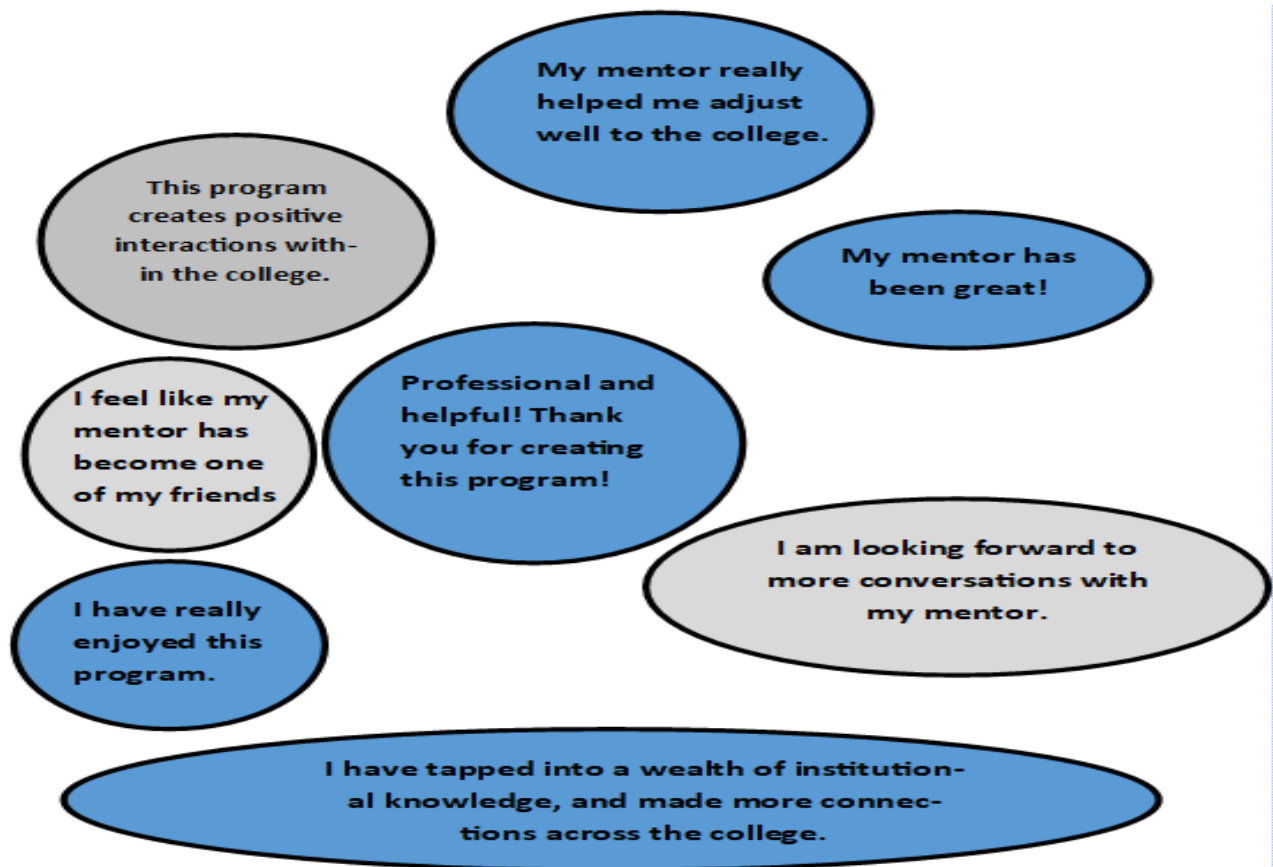 My mentor really
helped me adjust
well to the college.
This program
creates positive
interactions with-
in the college.
My mentor has
been great!
I feel like my
mentor has
become one
of my friends
Professional and
helpful! Thank
you for creating
this program!
I am looking forward to
more conversations with
my mentor.
I have really
enjoyed this
program.
I have tapped into a wealth of institution-
al knowledge, and made more connec-
tions across the college.